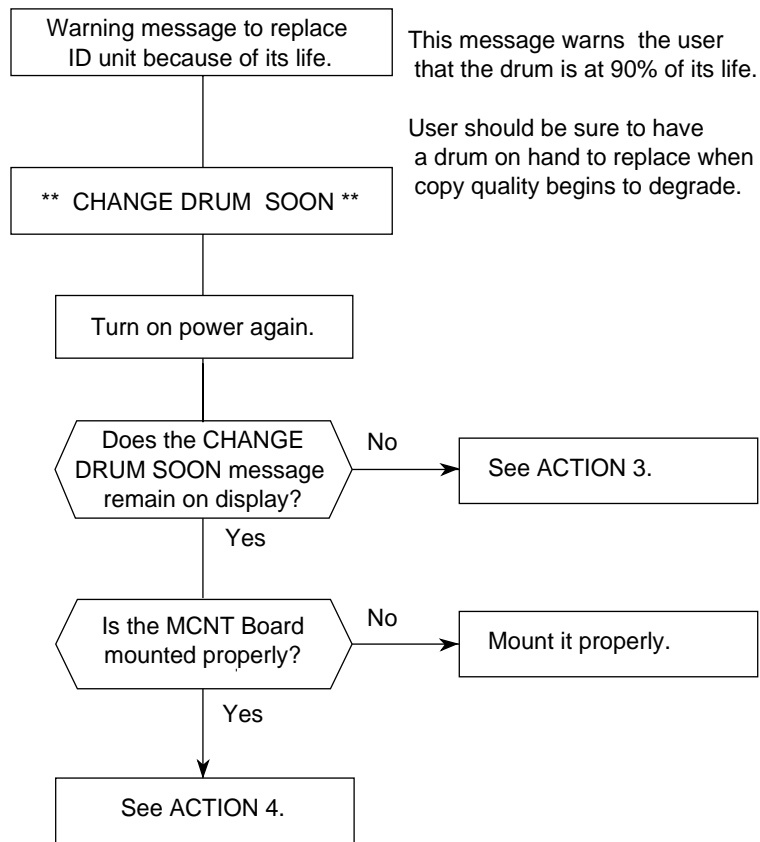 Warning message to replace
ID unit because of its life.
This message warns the user
that the drum is at 90% of its life.
User should be sure to have
a drum on hand to replace when
copy quality begins to degrade.
** CHANGE DRUM SOON **
Turn on power again.
Does the CHANGE
DRUM SOON message
remain on display?
No
See ACTION 3.
Yes
Is the MCNT Board
mounted properly?
No
Mount it properly.
Yes
See ACTION 4.